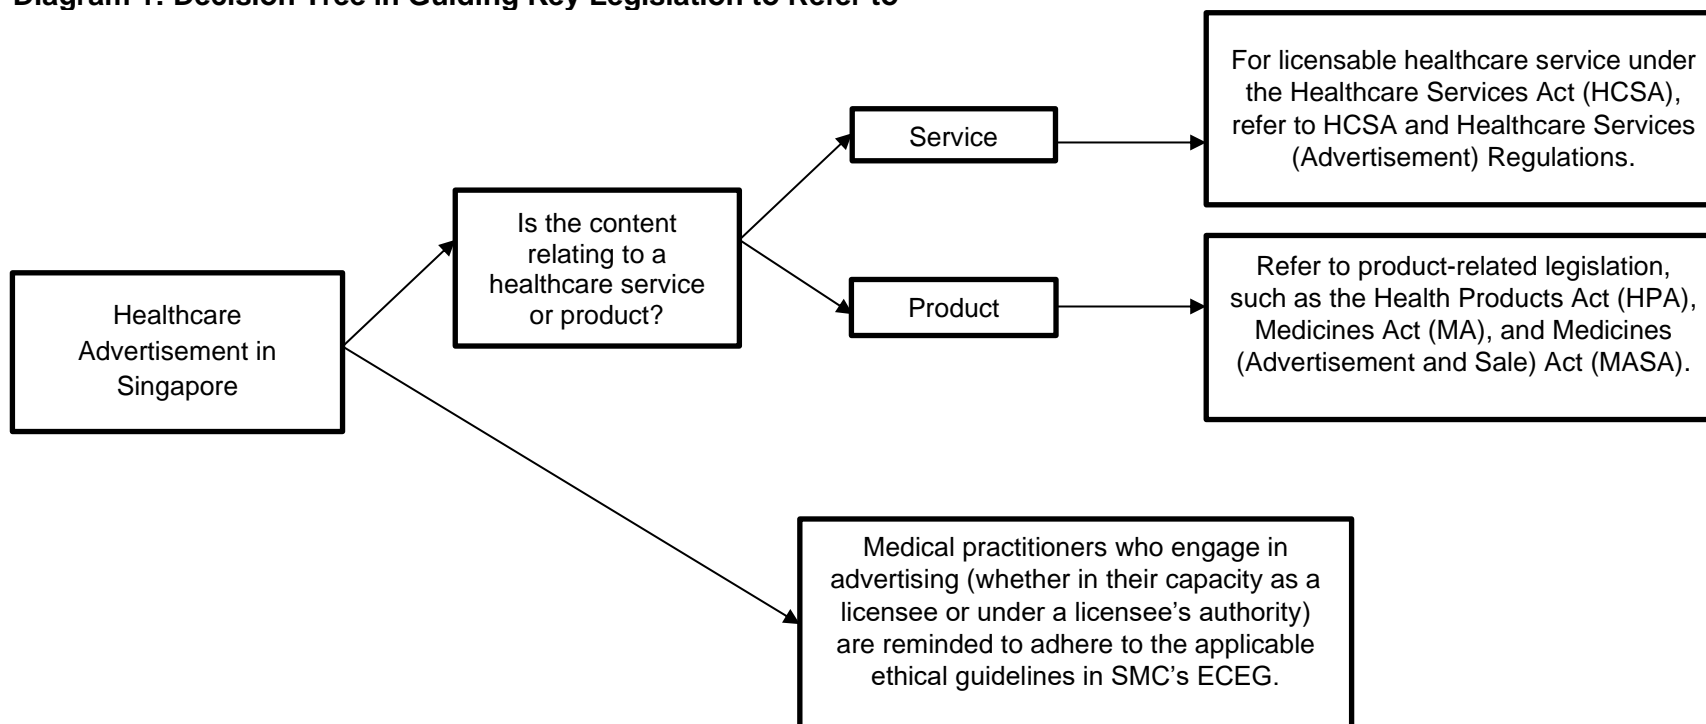 Diagram 1: Decision Tree in Guiding Key Legislation to Refer to
For licensable healthcare service under
the Healthcare Services Act (HCSA),
refer to HCSA and Healthcare Services
(Advertisement) Regulations.
Service
Is the content
relating to a
healthcare service
or product?
Refer to product-related legislation,
such as the Health Products Act (HPA),
Medicines Act (MA), and Medicines
(Advertisement and Sale) Act (MASA).
Product
Healthcare
Advertisement in
Singapore
Medical practitioners who engage in
advertising (whether in their capacity as a
licensee or under a licensee’s authority)
are reminded to adhere to the applicable
ethical guidelines in SMC’s ECEG.